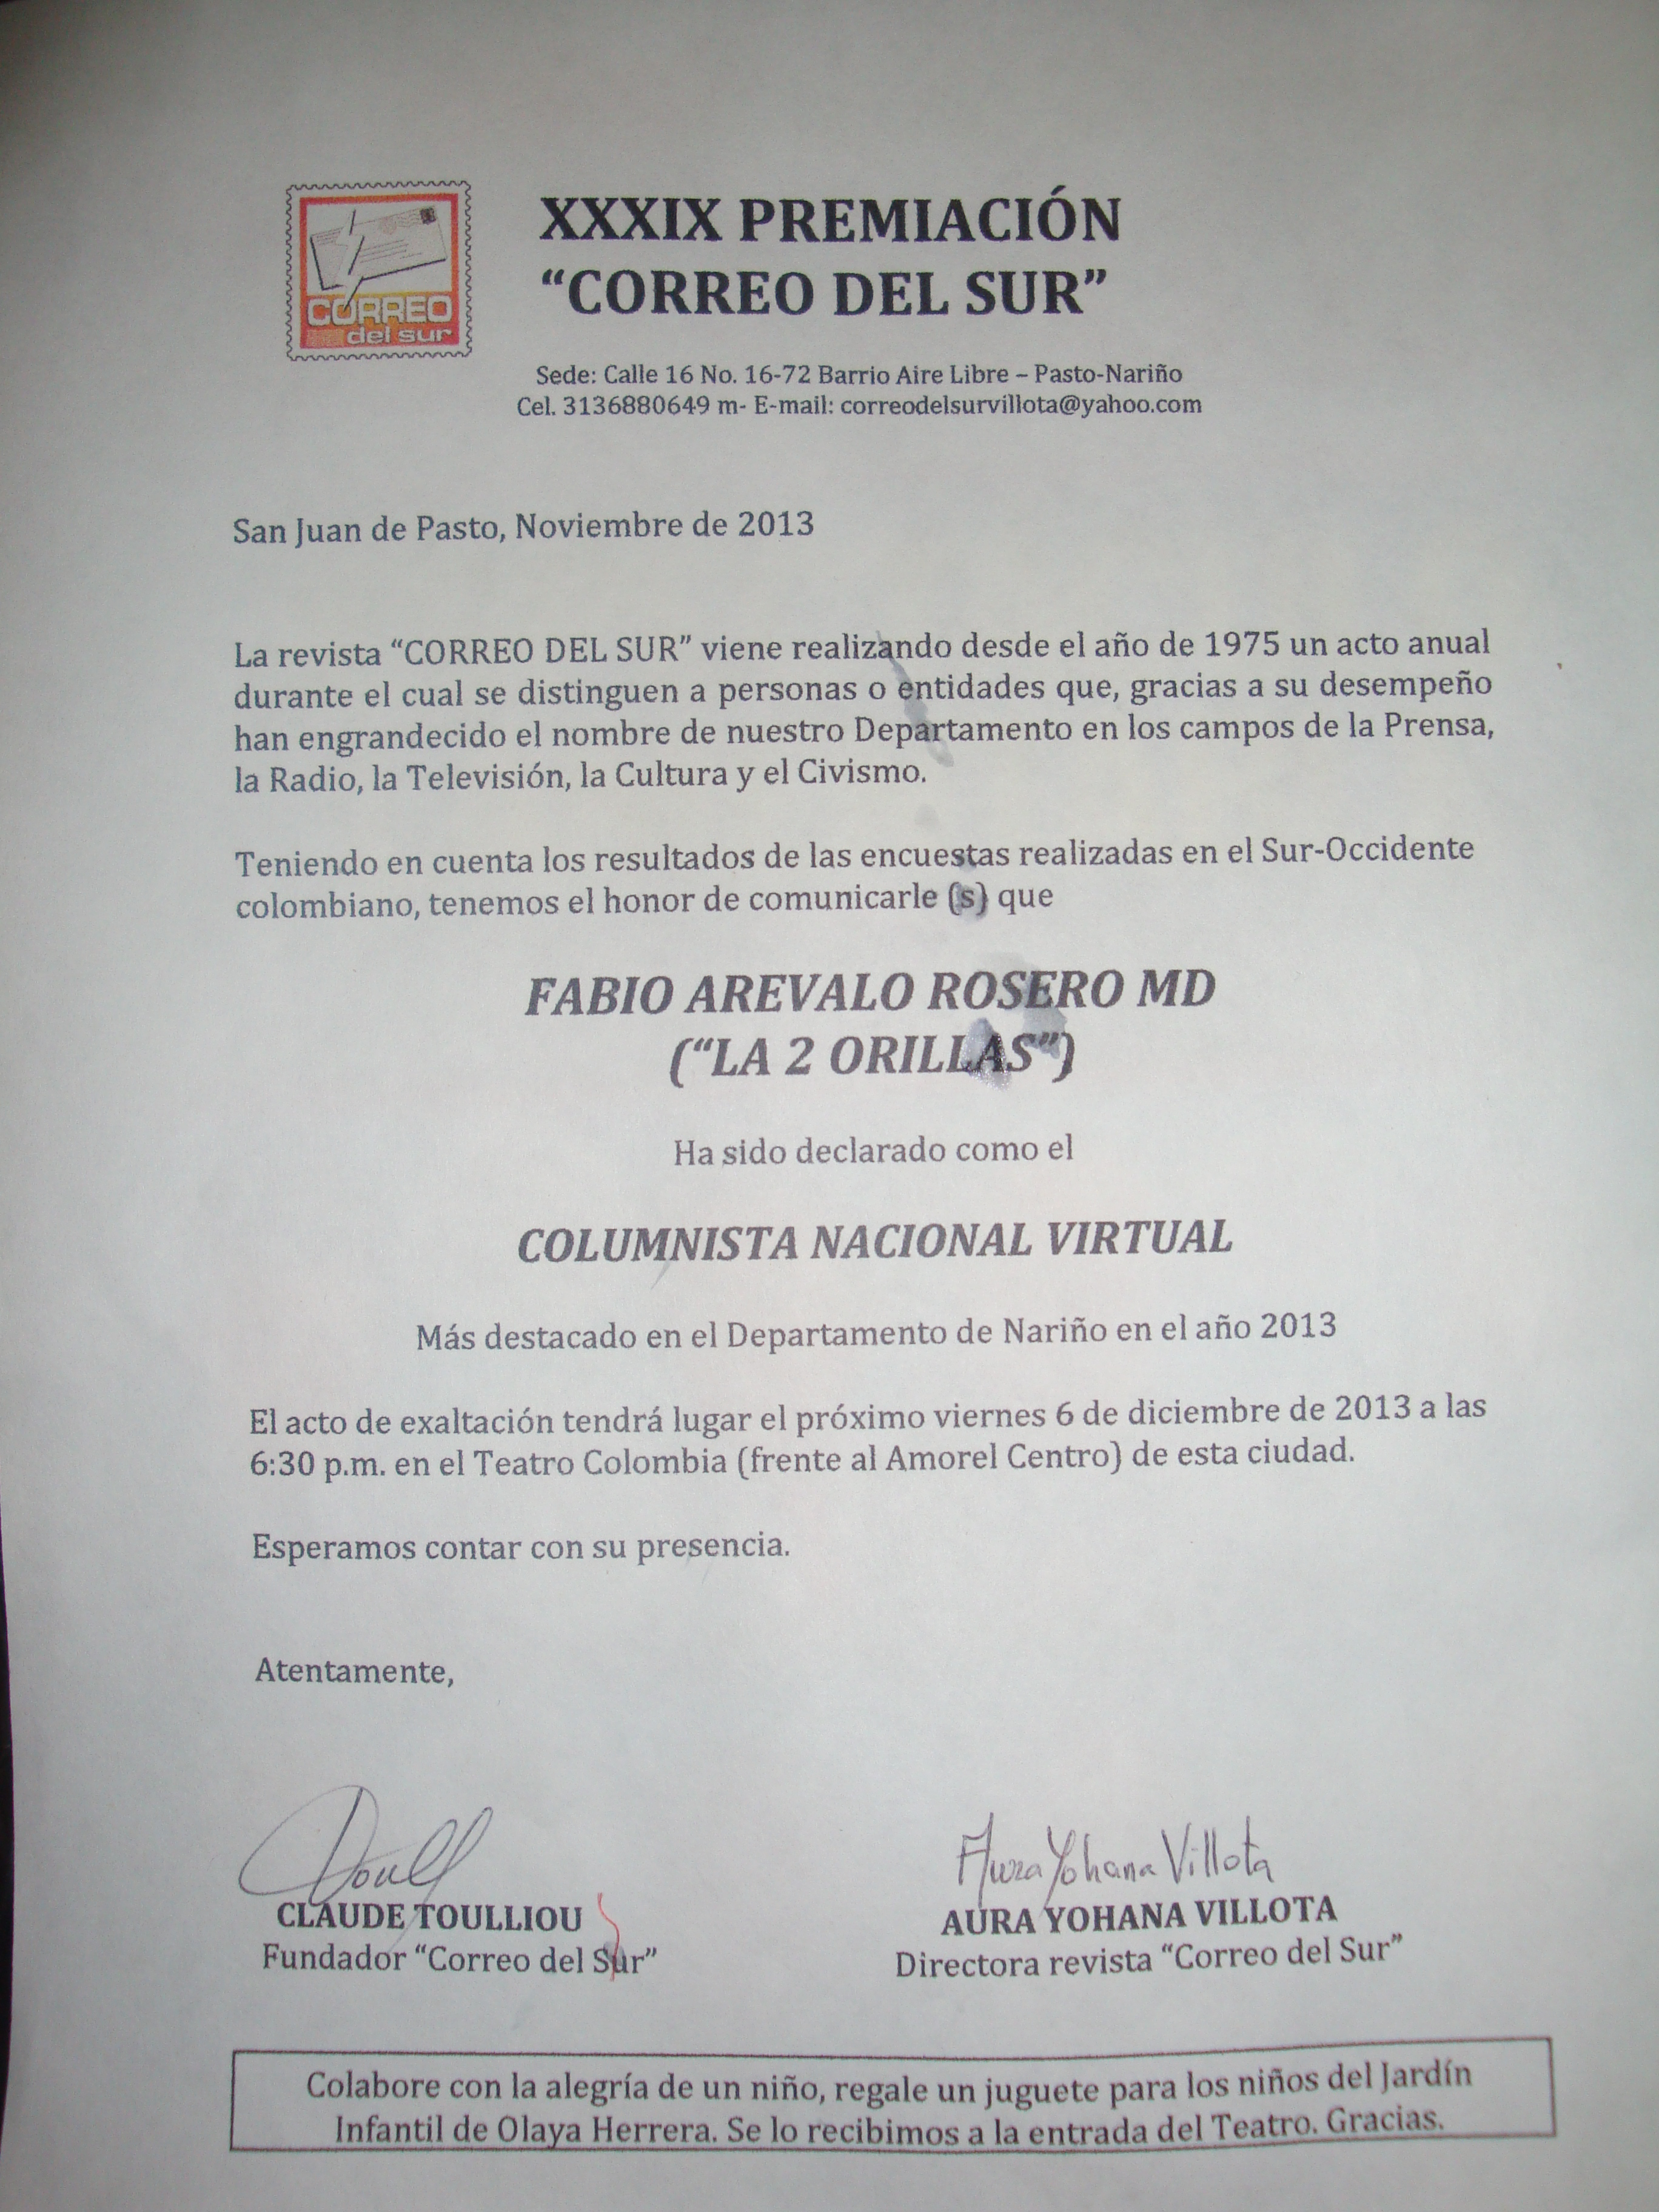 CORREO
del sur
XXXIX PREMIACIÓN
“CORREO DEL SUR”
Sede: Calle 16 No. 16-72 Barrio Aire Libre – Pasto-Nariño
Cel. 3136880649 m- E-mail: correodelsurvillota@yahoo.com
San Juan de Pasto, Noviembre de 2013
La revista “CORREO DEL SUR” viene realizando desde el año de 1975 un acto anual
durante el cual se distinguen a personas o entidades que, gracias a su desempeño
han engrandecido el nombre de nuestro Departamento en los campos de la Prensa,
la Radio, la Televisión, la Cultura y el Civismo.
Teniendo en cuenta los resultados de las encuestas realizadas en el Sur-Occidente
colombiano, tenemos el honor de comunicarle (s) que
FABIO AREVALO ROSERO MD
(“LA 2 ORILLAS”)
Ha sido declarado como el
COLUMNISTA NACIONAL VIRTUAL
Más destacado en el Departamento de Nariño en el año 2013
El acto de exaltación tendrá lugar el próximo viernes 6 de diciembre de 2013 a las
6:30 p.m. en el Teatro Colombia (frente al Amorel Centro) de esta ciudad.
Esperamos contar con su presencia.
Atentamente,
Aura Yohana Villota
CLAUDE TOULLIOU
Fundador “Correo del Sur”
AURA YOHANA VILLOTA
Directora revista “Correo del Sur”
Colabore con la alegría de un niño, regale un juguete para los niños del Jardín
Infantil de Olaya Herrera. Se lo recibimos a la entrada del Teatro. Gracias.